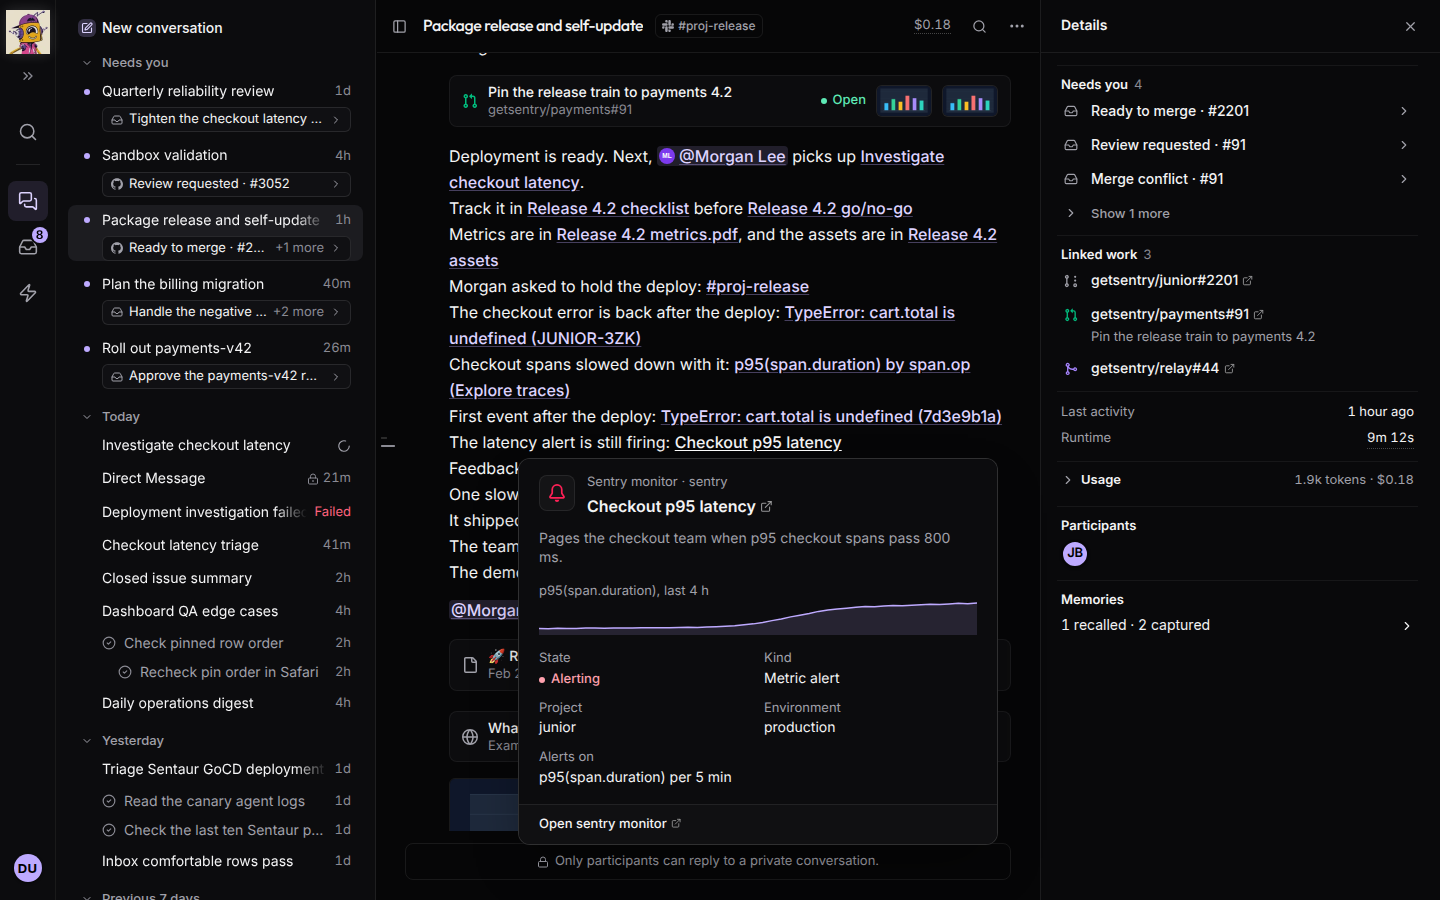 New conversation
Needs you
Quarterly reliability review 1d
Tighten the checkout latency ...
Sandbox validation 4h
Review requested · #3052
Package release and self-update 1h
Ready to merge · #2... +1 more
Plan the billing migration 40m
Handle the negative ... +2 more
Roll out payments-v42 26m
Approve the payments-v42 r...
Today
Investigate checkout latency
Direct Message 21m
Deployment investigation failed Failed
Checkout latency triage 41m
Closed issue summary 2h
Dashboard QA edge cases 4h
Check pinned row order 2h
Recheck pin order in Safari 2h
Daily operations digest 4h
Yesterday
Triage Sentaur GoCD deployment 1d
Read the canary agent logs 1d
Check the last ten Sentaur p... 1d
Inbox comfortable rows pass 1d
Previous 7 days
8
DU
Package release and self-update #proj-release $0.18
Pin the release train to payments 4.2
getsentry/payments#91
Open
Deployment is ready. Next, ML @Morgan Lee picks up Investigate
checkout latency.
Track it in Release 4.2 checklist before Release 4.2 go/no-go
Metrics are in Release 4.2 metrics.pdf, and the assets are in Release 4.2
assets
Morgan asked to hold the deploy: #proj-release
The checkout error is back after the deploy: TypeError: cart.total is
undefined (JUNIOR-3ZK)
Checkout spans slowed down with it: p95(span.duration) by span.op
(Explore traces)
First event after the deploy: TypeError: cart.total is undefined (7d3e9b1a)
The latency alert is still firing: Checkout p95 latency
Feedback
One slow
It shipped
The team
The demo
@Morgan
🚀 R
Feb 2
Wha
Exam
Sentry monitor · sentry
Checkout p95 latency
Pages the checkout team when p95 checkout spans pass 800
ms.
p95(span.duration), last 4 h
State Kind
Alerting Metric alert
Project Environment
junior production
Alerts on
p95(span.duration) per 5 min
Open sentry monitor
Only participants can reply to a private conversation.
Details
Needs you 4
Ready to merge · #2201
Review requested · #91
Merge conflict · #91
Show 1 more
Linked work 3
getsentry/junior#2201
getsentry/payments#91
Pin the release train to payments 4.2
getsentry/relay#44
Last activity 1 hour ago
Runtime 9m 12s
Usage 1.9k tokens · $0.18
Participants
JB
Memories
1 recalled · 2 captured